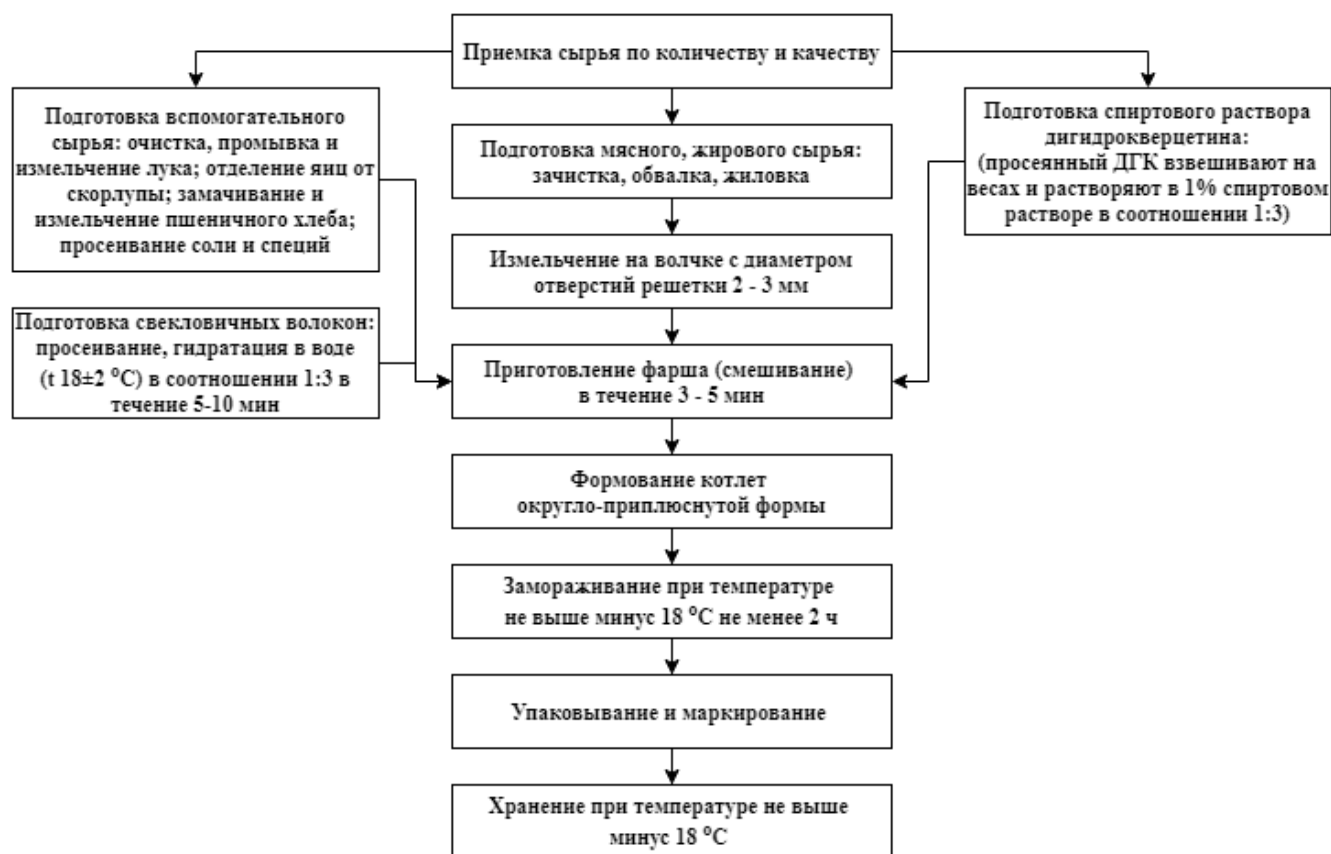 Приемка сырья по количеству и качеству
Подготовка вспомогательного
сырья: очистка, промывка и
измельчение лука; отделение яиц от
скорлупы; замачивание и
измельчение пшеничного хлеба;
просеивание соли и специй
Подготовка мясного, жирового сырья:
зачистка, обвалка, жиловка
Подготовка спиртового раствора
дигидрокверцетина:
(просеянный ДГК взвешивают на
весах и растворяют в 1% спиртовом
растворе в соотношении 1:3)
Измельчение на волчке с диаметром
отверстий решетки 2 - 3 мм
Подготовка свекловичных волокон:
просеивание, гидратация в воде
(t 18±2 °С) в соотношении 1:3 в
течение 5-10 мин
Приготовление фарша (смешивание)
в течение 3 - 5 мин
Формование котлет
округло-приплюснутой формы
Замораживание при температуре
не выше минус 18 °С не менее 2 ч
Упаковывание и маркирование
Хранение при температуре не выше
минус 18 °С